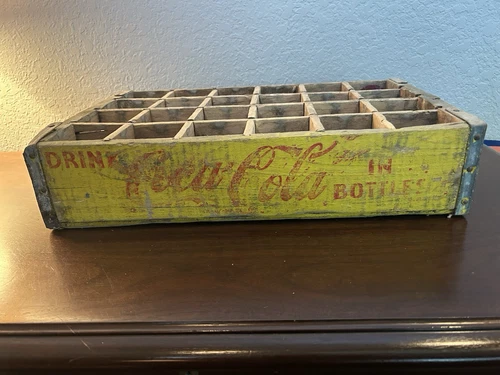 DRINK Coca-Cola IN
BOTTLES